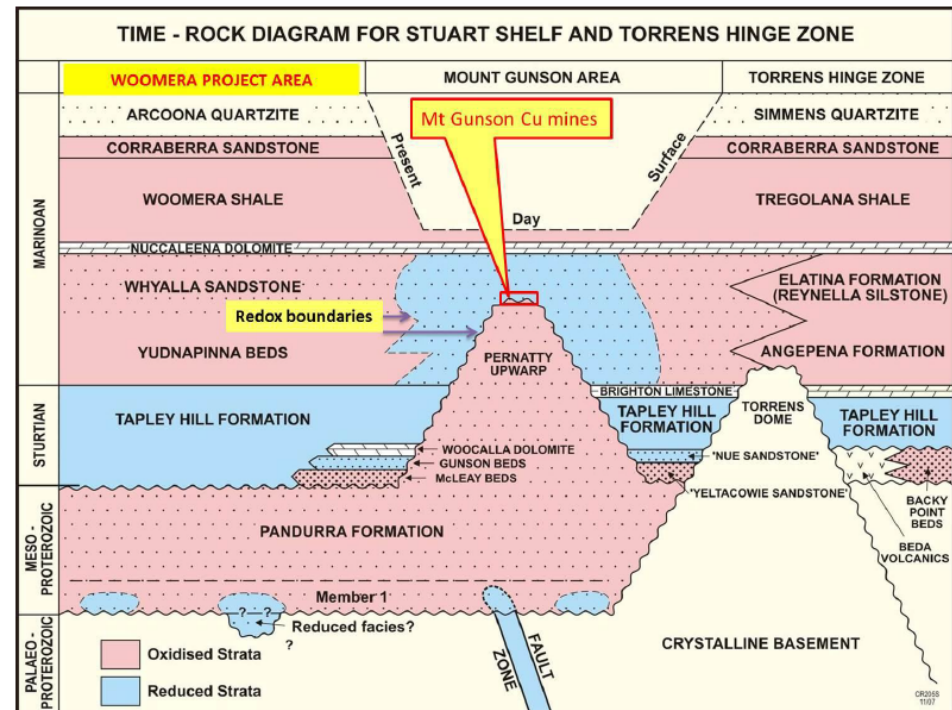 TIME - ROCK DIAGRAM FOR STUART SHELF AND TORRENS HINGE ZONE
WOOMERA PROJECT AREA
MOUNT GUNSON AREA
TORRENS HINGE ZONE
MARINOAN
ARCOONA QUARTZITE
Mt Gunson Cu mines
SIMMENS QUARTZITE
CORRABERRA SANDSTONE
Present
Surface
CORRABERRA SANDSTONE
WOOMERA SHALE
TREGOLANA SHALE
Day
NUCCALEENA DOLOMITE
WHYALLA SANDSTONE
ELATINA FORMATION
(REYNELLA SILSTONE)
Redox boundaries
YUDNAPINNA BEDS
PERNATTY
UPWARP
ANGEPENA FORMATION
STURTIAN
BRIGHTON LIMESTONE
TAPLEY HILL FORMATION
TAPLEY HILL
FORMATION
TORRENS
DOME
TAPLEY HILL
FORMATION
WOOCALLA DOLOMITE
GUNSON BEDS
McLEAY BEDS
'NUE SANDSTONE'
'YELTACOWIE SANDSTONE'
BACKY
POINT
BEDS
BEDA
VOLCANICS
MESO -
PROTEROZOIC
PANDURRA FORMATION
Member 1
? — ?
Reduced facies?
?
PALAEO -
PROTEROZOIC
Oxidised Strata
Reduced Strata
FAULT
ZONE
CRYSTALLINE BASEMENT
CR2055
11/07